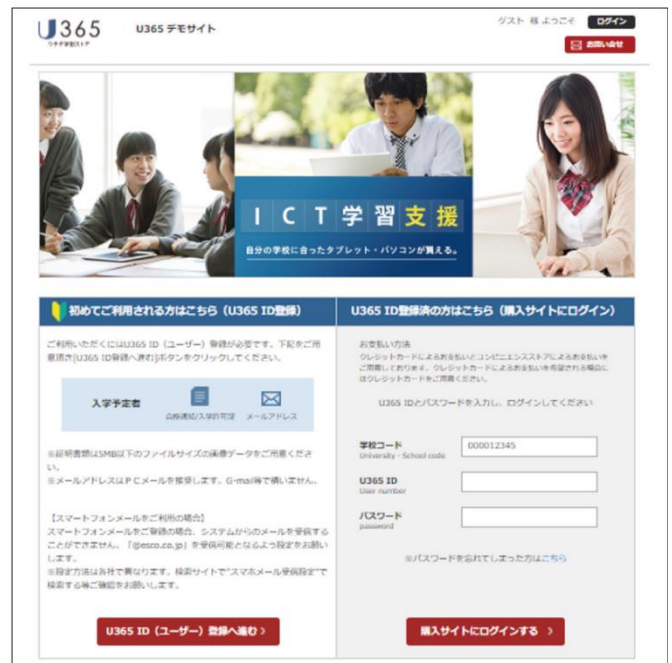 U365
ウチダ学習ストア
U365 デモサイト
ゲスト 様 ようこそ
ログイン
お問い合せ
ICT学習支援
自分の学校に合ったタブレット・パソコンが買える。
初めてご利用される方はこちら（U365 ID登録）
ご利用いただくにはU365 ID（ユーザー）登録が必要です。下記をご用
意頂き[U365 ID登録へ進む]ボタンをクリックしてください。
入学予定者
合格通知/入学許可証
メールアドレス
※証明書類は5MB以下のファイルサイズの画像データをご用意くださ
い。
※メールアドレスはＰＣメールを推奨します。G-mail等で構いません。
【スマートフォンメールをご利用の場合】
スマートフォンメールをご登録の場合、システムからのメールを受信する
ことができません。「@esco.co.jp」を受信可能となるよう設定をお願い
します。
※設定方法は各社で異なります。検索サイトで"スマホメール受信設定"で
検索する等ご確認をお願いします。
U365 ID（ユーザー）登録へ進む 〉
U365 ID登録済の方はこちら（購入サイトにログイン）
お支払い方法
クレジットカードによるお支払いとコンビニエンスストアによるお支払いを
ご用意しております。クレジットカードによるお支払いを希望される場合に
はクレジットカードをご用意ください。
U365 IDとパスワードを入力し、ログインしてください
学校コード
University・School code
000012345
U365 ID
User number
パスワード
password
※パスワードを忘れてしまった方はこちら
購入サイトにログインする 〉